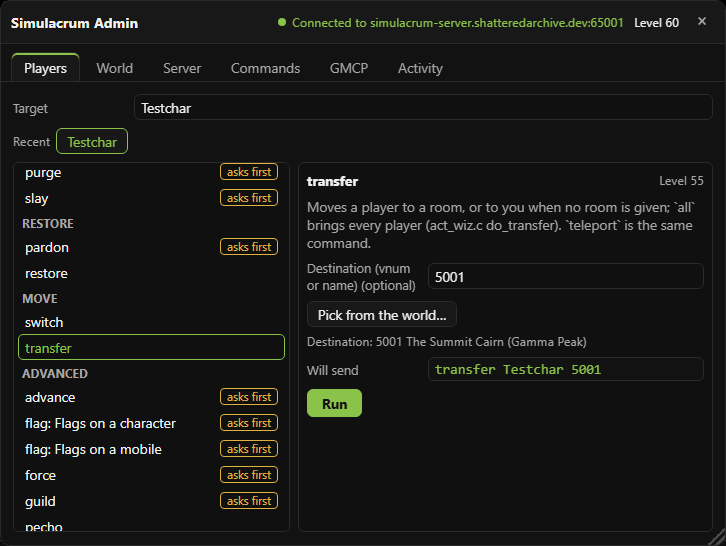 Simulacrum Admin
Connected to simulacrum-server.shatteredarchive.dev:65001 Level 60 ×
Players World Server Commands GMCP Activity
Target Testchar
Recent Testchar
purge asks first
slay asks first
RESTORE
pardon asks first
restore
MOVE
switch
transfer
ADVANCED
advance asks first
flag: Flags on a character asks first
flag: Flags on a mobile asks first
force asks first
guild asks first
pecho
transfer Level 55
Moves a player to a room, or to you when no room is given; `all`
brings every player (act_wiz.c do_transfer). `teleport` is the same
command.
Destination (vnum
or name) (optional) 5001
Pick from the world...
Destination: 5001 The Summit Cairn (Gamma Peak)
Will send transfer Testchar 5001
Run